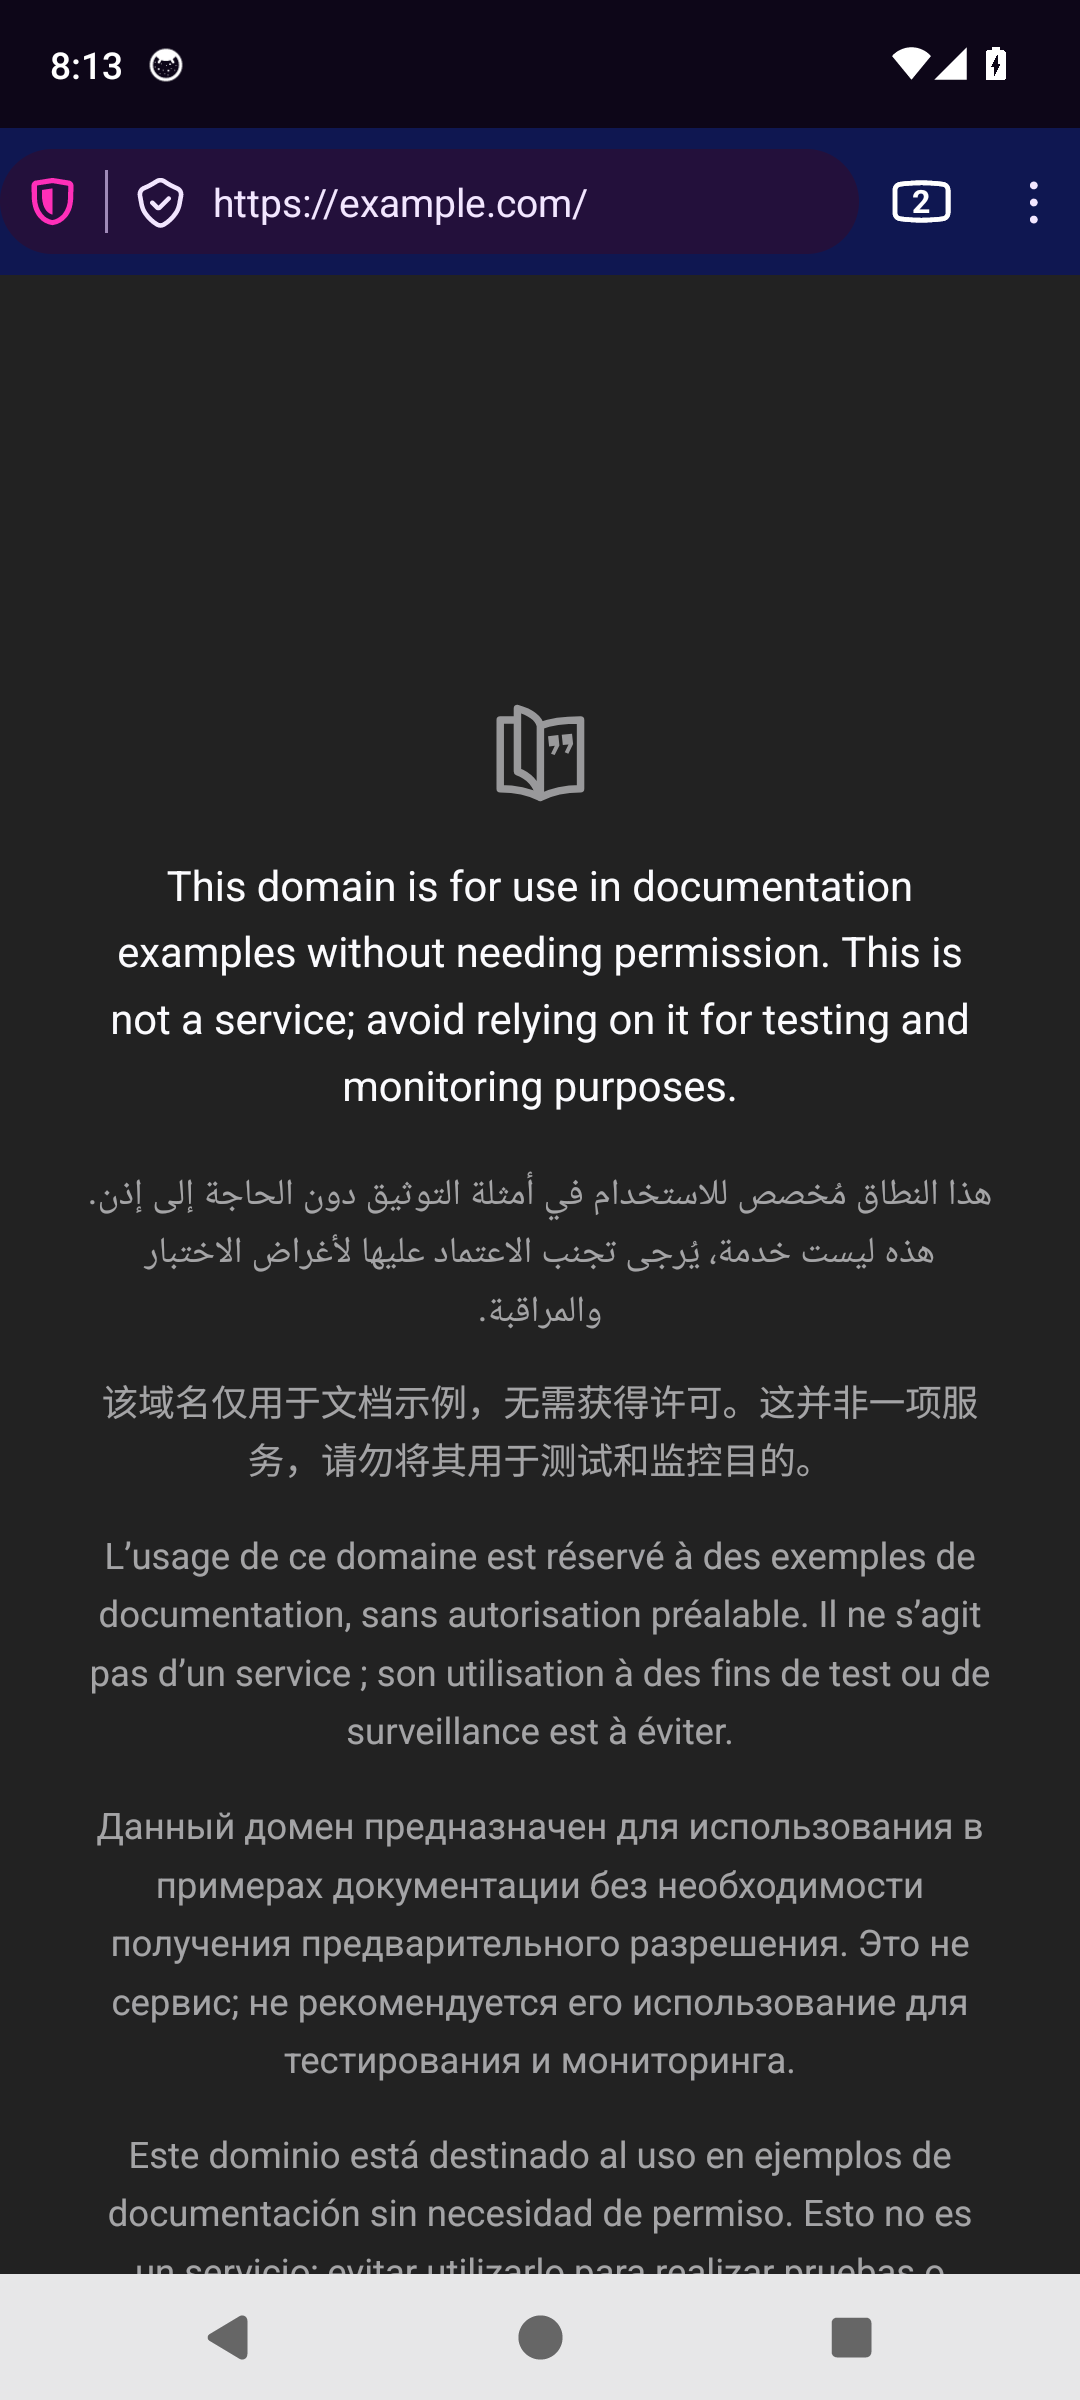 8:13
https://example.com/
2
This domain is for use in documentation
examples without needing permission. This is
not a service; avoid relying on it for testing and
monitoring purposes.
هذا النطاق مُخصص للاستخدام في أمثلة التوثيق دون الحاجة إلى إذن.
هذه ليست خدمة، يُرجى تجنب الاعتماد عليها لأغراض الاختبار
والمراقبة.
该域名仅用于文档示例，无需获得许可。这并非一项服
务，请勿将其用于测试和监控目的。
L’usage de ce domaine est réservé à des exemples de
documentation, sans autorisation préalable. Il ne s’agit
pas d’un service ; son utilisation à des fins de test ou de
surveillance est à éviter.
Данный домен предназначен для использования в
примерах документации без необходимости
получения предварительного разрешения. Это не
сервис; не рекомендуется его использование для
тестирования и мониторинга.
Este dominio está destinado al uso en ejemplos de
documentación sin necesidad de permiso. Esto no es
un servicio; evitar utilizarlo para realizar pruebas o